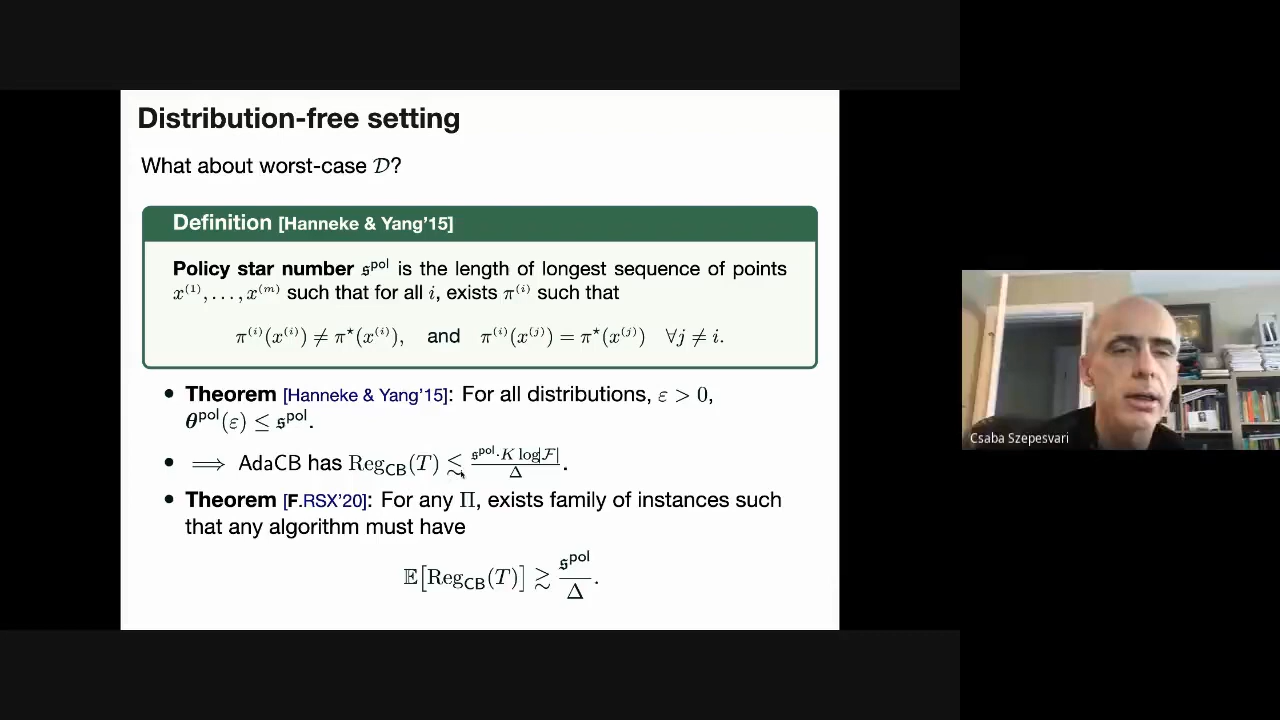 Distribution-free setting
What about worst-case 𝒟?
Definition [Hanneke & Yang'15]
Policy star number 𝔰^pol is the length of longest sequence of points
x^(1), . . . , x^(m) such that for all i, exists π^(i) such that
π^(i)(x^(i)) ≠ π⋆(x^(i)), and π^(i)(x^(j)) = π⋆(x^(j)) ∀j ≠ i.
• Theorem [Hanneke & Yang'15]: For all distributions, ε > 0,
θ^pol(ε) ≤ 𝔰^pol.
• ⟹ AdaCB has Reg_CB(T) ≲ 𝔰^pol·K log|ℱ| / Δ.
• Theorem [F.RSX'20]: For any Π, exists family of instances such
that any algorithm must have
𝔼[Reg_CB(T)] ≳ 𝔰^pol / Δ.
Csaba Szepesvari